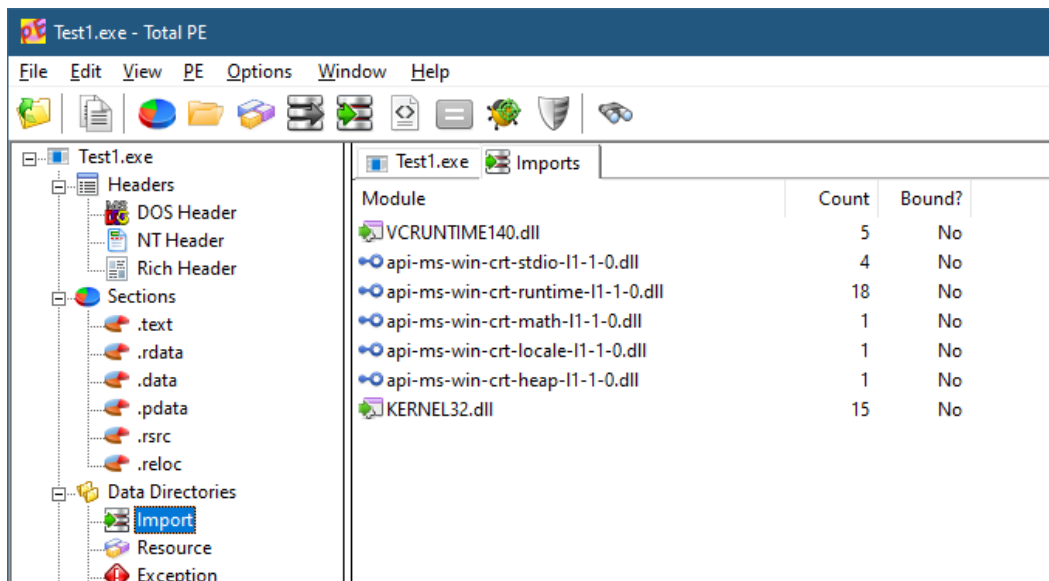 Test1.exe - Total PE
File Edit View PE Options Window Help
Test1.exe
Headers
DOS Header
NT Header
Rich Header
Sections
.text
.rdata
.data
.pdata
.rsrc
.reloc
Data Directories
Import
Resource
Exception
Test1.exe Imports
Module Count Bound?
VCRUNTIME140.dll 5 No
api-ms-win-crt-stdio-l1-1-0.dll 4 No
api-ms-win-crt-runtime-l1-1-0.dll 18 No
api-ms-win-crt-math-l1-1-0.dll 1 No
api-ms-win-crt-locale-l1-1-0.dll 1 No
api-ms-win-crt-heap-l1-1-0.dll 1 No
KERNEL32.dll 15 No